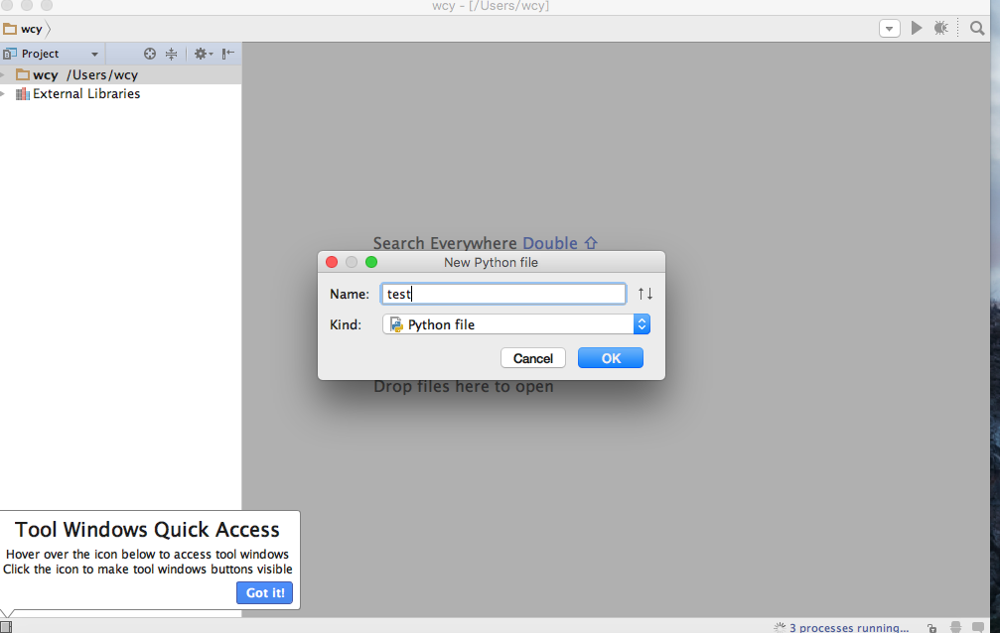 wcy - [/Users/wcy]
wcy
Project
wcy /Users/wcy
External Libraries
Search Everywhere Double ⇧
New Python file
Name: test
Kind: Python file
Cancel OK
Drop files here to open
Tool Windows Quick Access
Hover over the icon below to access tool windows
Click the icon to make tool windows buttons visible
Got it!
3 processes running...